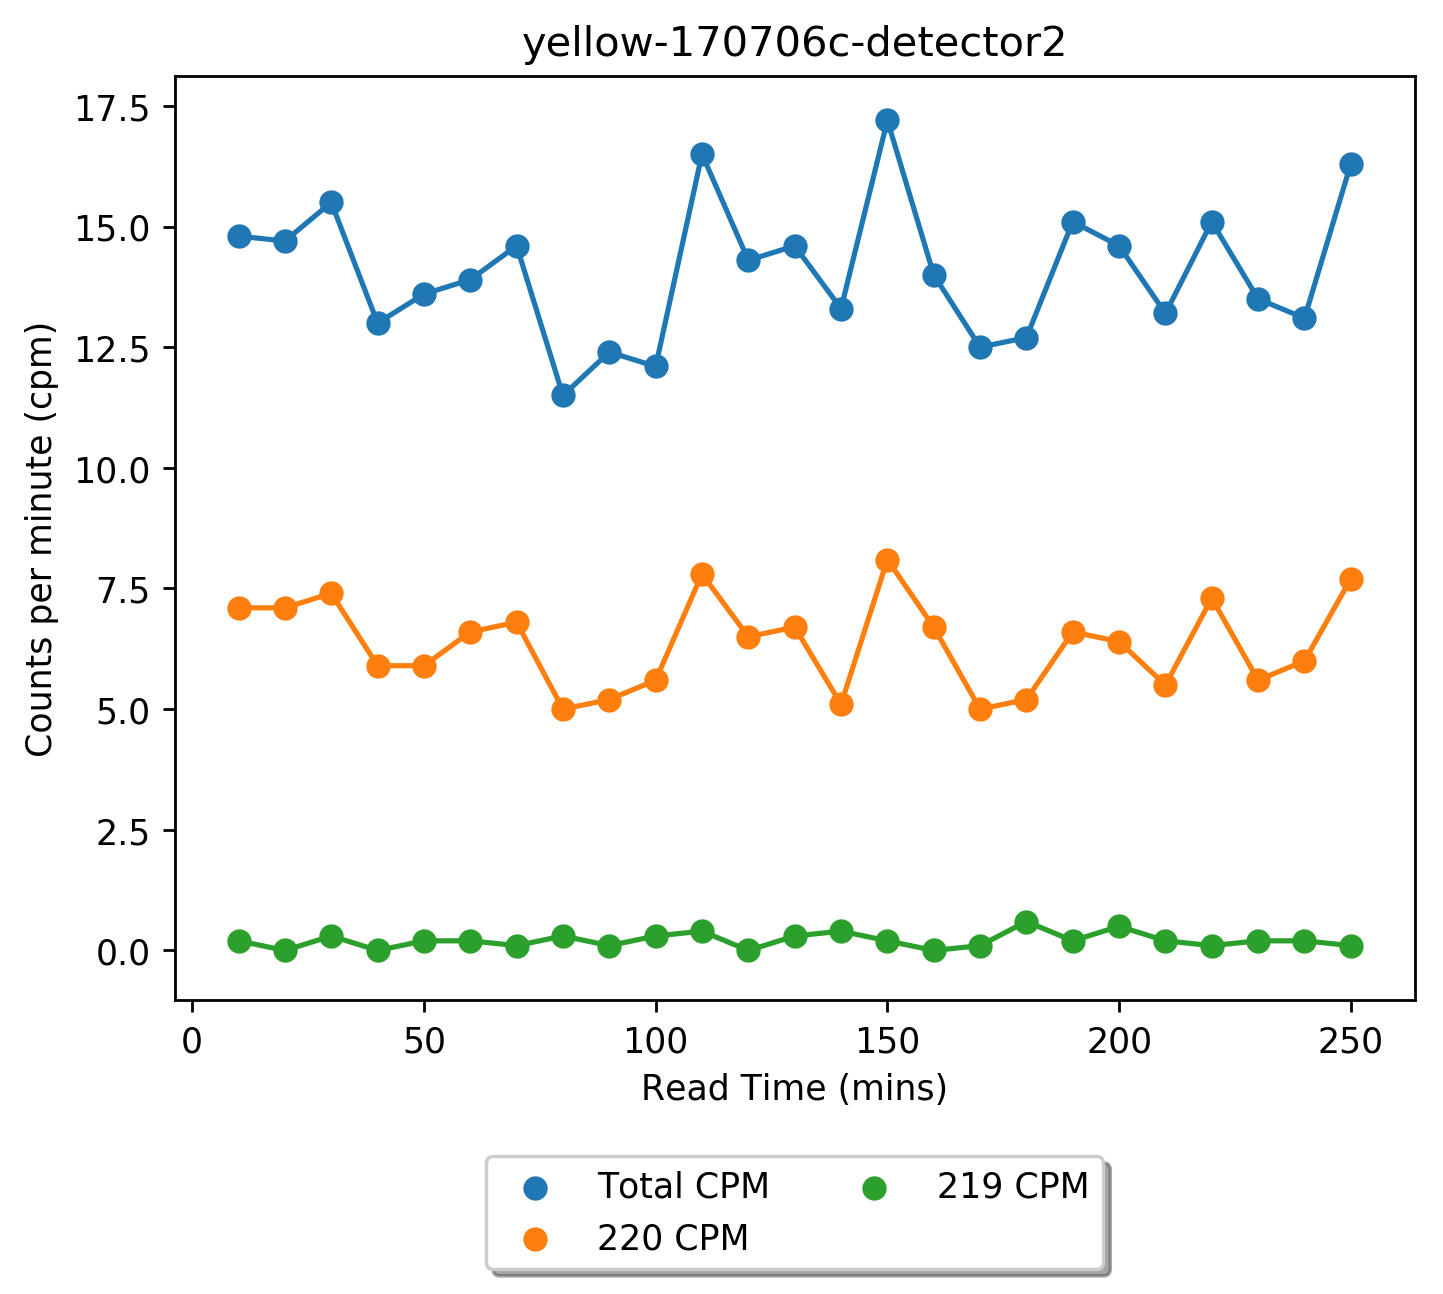 yellow-170706c-detector2
17.5
15.0
12.5
10.0
7.5
5.0
2.5
0.0
Counts per minute (cpm)
0 50 100 150 200 250
Read Time (mins)
Total CPM 219 CPM
220 CPM